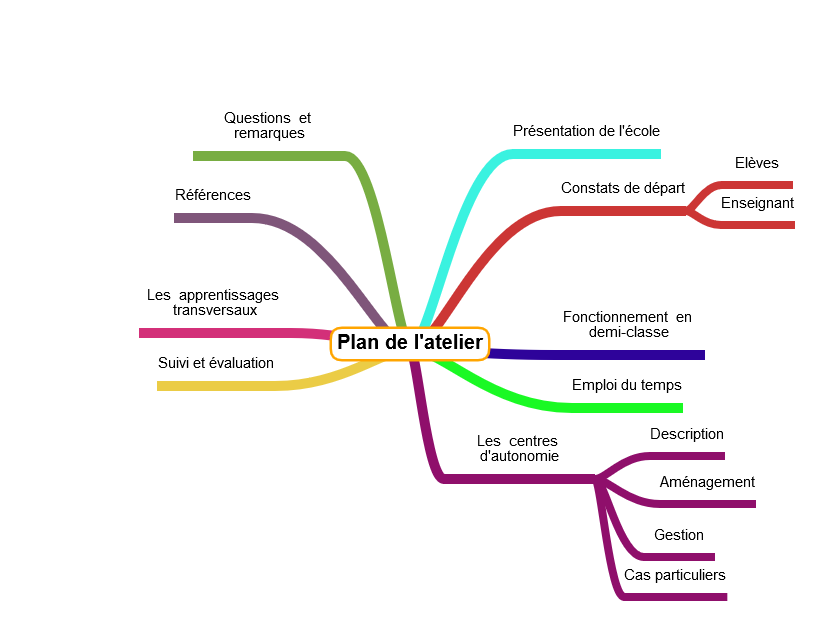 Plan de l'atelier
Présentation de l'école
Constats de départ
Elèves
Enseignant
Fonctionnement en
demi-classe
Emploi du temps
Les centres
d'autonomie
Description
Aménagement
Gestion
Cas particuliers
Suivi et évaluation
Les apprentissages
transversaux
Références
Questions et
remarques